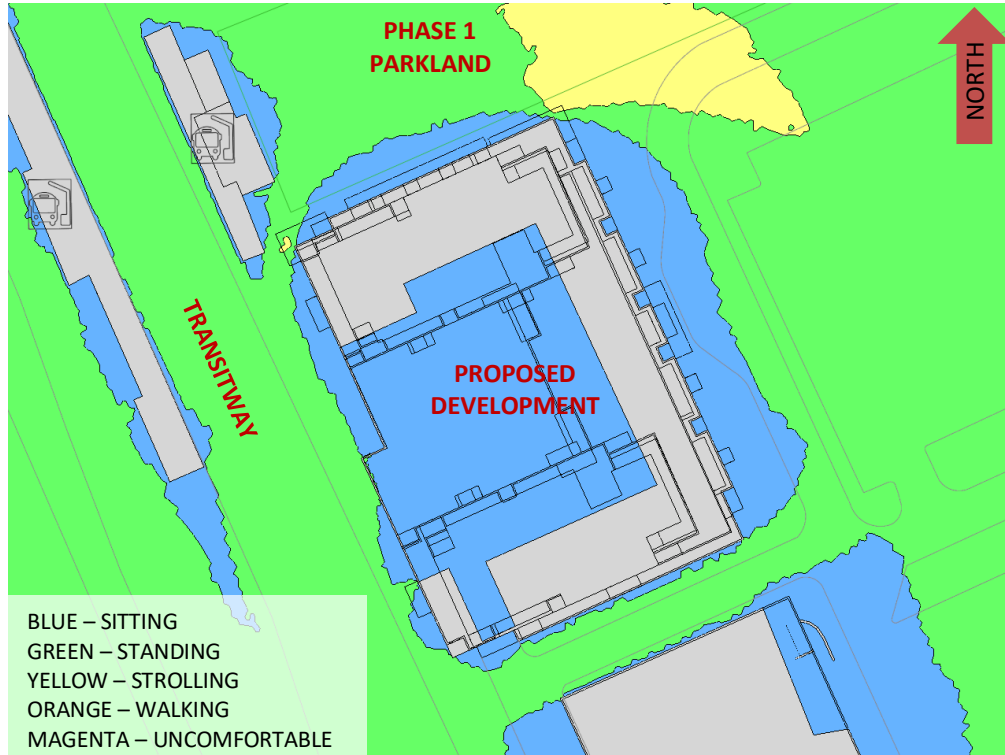 PHASE 1
PARKLAND
NORTH
TRANSITWAY
PROPOSED
DEVELOPMENT
BLUE – SITTING
GREEN – STANDING
YELLOW – STROLLING
ORANGE – WALKING
MAGENTA – UNCOMFORTABLE